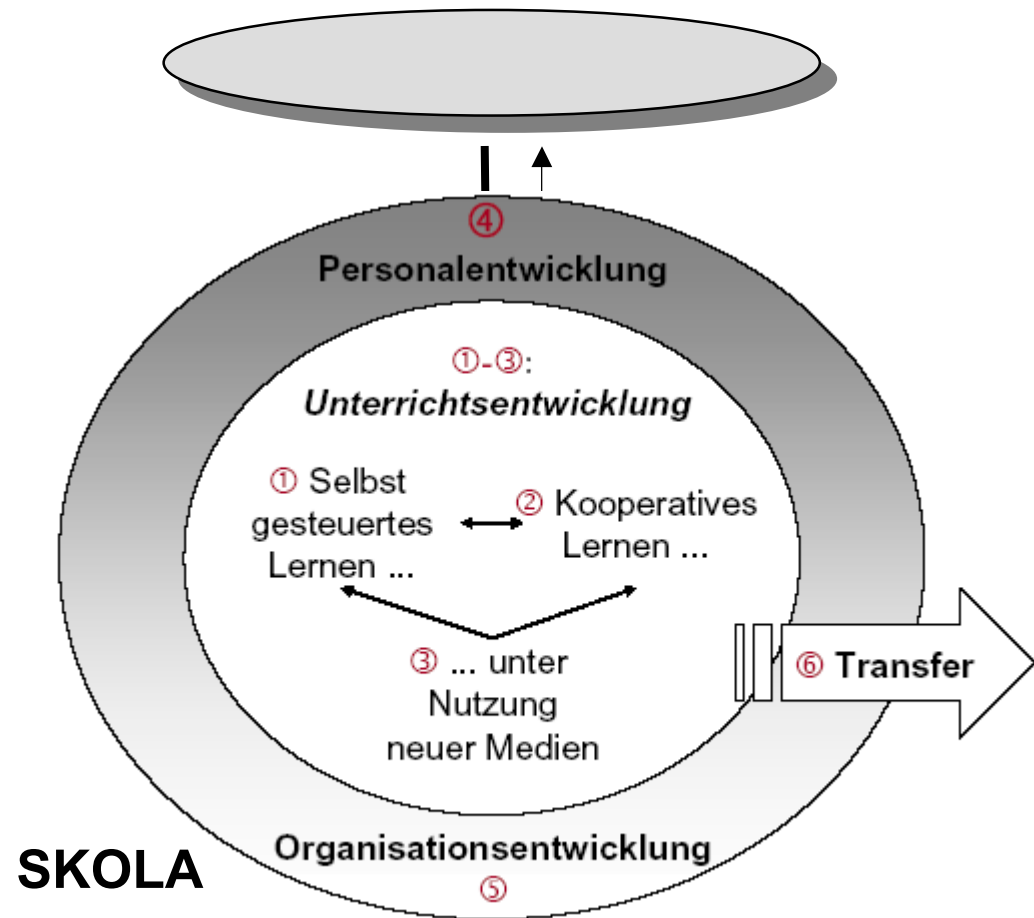 ④
Personalentwicklung
①-③:
Unterrichtsentwicklung
① Selbst
gesteuertes
Lernen ...
② Kooperatives
Lernen ...
③ ... unter
Nutzung
neuer Medien
⑥ Transfer
Organisationsentwicklung
⑤
SKOLA